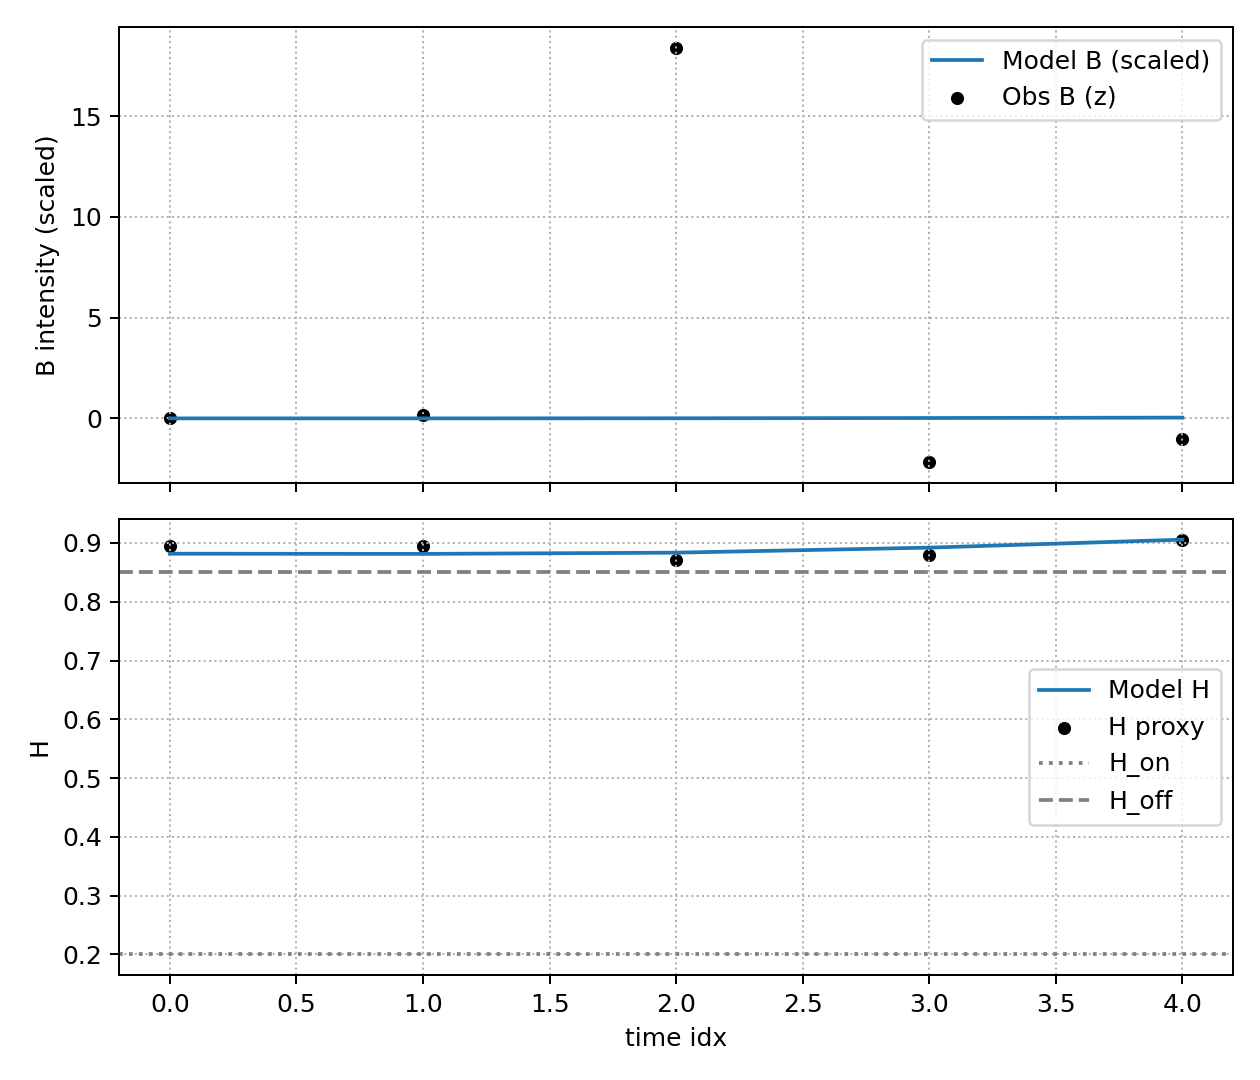 B intensity (scaled)
15
10
5
0
Model B (scaled)
Obs B (z)
H
0.9
0.8
0.7
0.6
0.5
0.4
0.3
0.2
Model H
H proxy
H_on
H_off
0.0 0.5 1.0 1.5 2.0 2.5 3.0 3.5 4.0
time idx